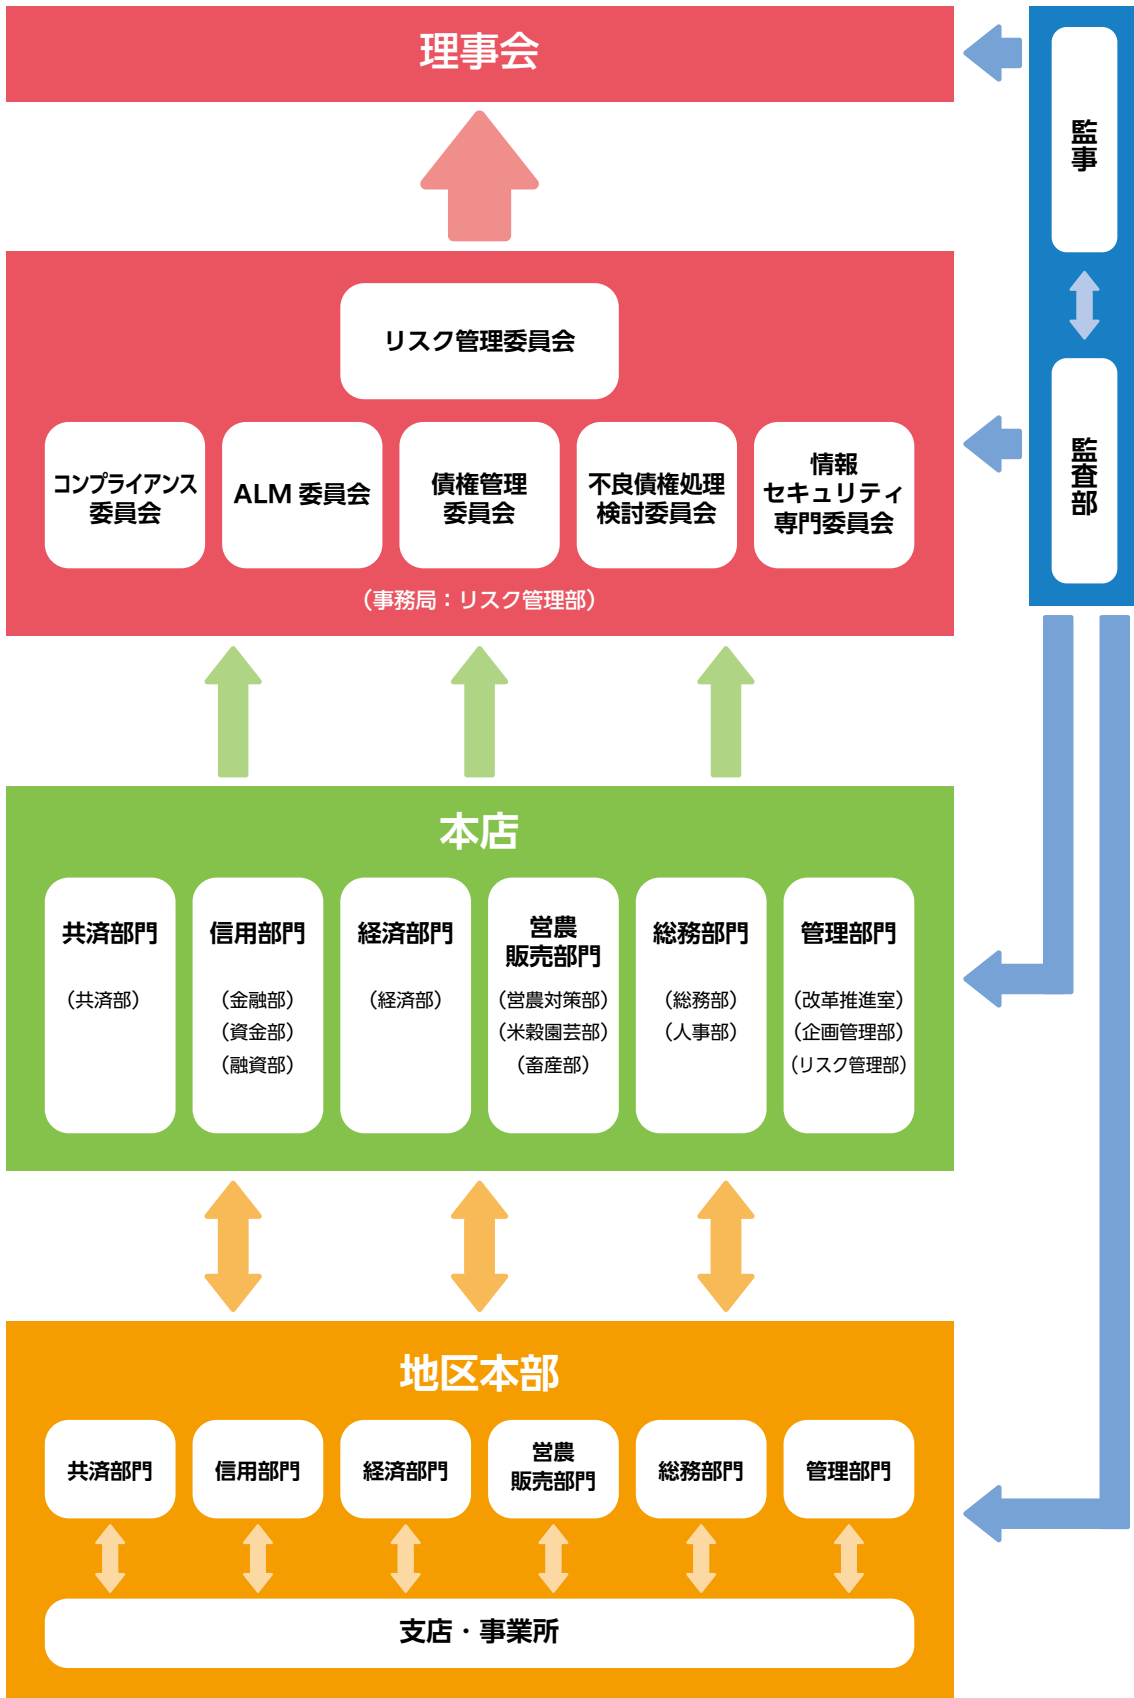 理事会
監事
監査部
リスク管理委員会
コンプライアンス
委員会
ALM 委員会
債権管理
委員会
不良債権処理
検討委員会
情報
セキュリティ
専門委員会
（事務局：リスク管理部）
本店
共済部門
（共済部）
信用部門
（金融部）
（資金部）
（融資部）
経済部門
（経済部）
営農
販売部門
（営農対策部）
（米穀園芸部）
（畜産部）
総務部門
（総務部）
（人事部）
管理部門
（改革推進室）
（企画管理部）
（リスク管理部）
地区本部
共済部門
信用部門
経済部門
営農
販売部門
総務部門
管理部門
支店・事業所